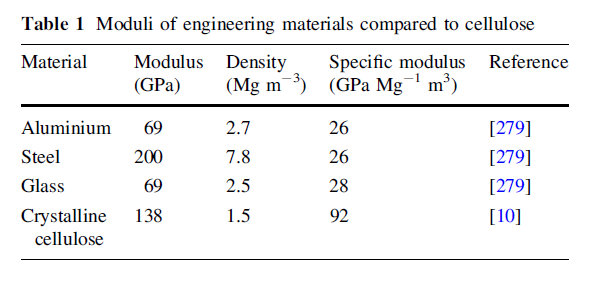 Table 1 Moduli of engineering materials compared to cellulose
Material Modulus Density Specific modulus Reference
(GPa) (Mg m⁻³) (GPa Mg⁻¹ m³)
Aluminium 69 2.7 26 [279]
Steel 200 7.8 26 [279]
Glass 69 2.5 28 [279]
Crystalline 138 1.5 92 [10]
cellulose